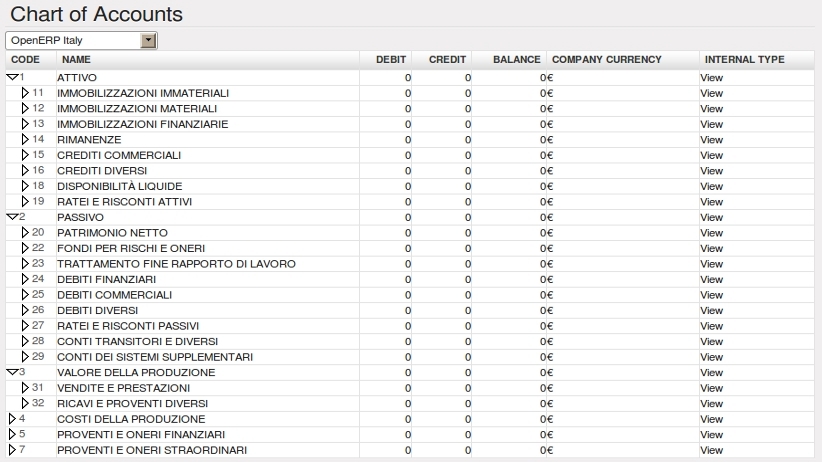 Chart of Accounts
OpenERP Italy
CODE NAME DEBIT CREDIT BALANCE COMPANY CURRENCY INTERNAL TYPE
1 ATTIVO 0 0 0 € View
11 IMMOBILIZZAZIONI IMMATERIALI 0 0 0 € View
12 IMMOBILIZZAZIONI MATERIALI 0 0 0 € View
13 IMMOBILIZZAZIONI FINANZIARIE 0 0 0 € View
14 RIMANENZE 0 0 0 € View
15 CREDITI COMMERCIALI 0 0 0 € View
16 CREDITI DIVERSI 0 0 0 € View
18 DISPONIBILITÀ LIQUIDE 0 0 0 € View
19 RATEI E RISCONTI ATTIVI 0 0 0 € View
2 PASSIVO 0 0 0 € View
20 PATRIMONIO NETTO 0 0 0 € View
22 FONDI PER RISCHI E ONERI 0 0 0 € View
23 TRATTAMENTO FINE RAPPORTO DI LAVORO 0 0 0 € View
24 DEBITI FINANZIARI 0 0 0 € View
25 DEBITI COMMERCIALI 0 0 0 € View
26 DEBITI DIVERSI 0 0 0 € View
27 RATEI E RISCONTI PASSIVI 0 0 0 € View
28 CONTI TRANSITORI E DIVERSI 0 0 0 € View
29 CONTI DEI SISTEMI SUPPLEMENTARI 0 0 0 € View
3 VALORE DELLA PRODUZIONE 0 0 0 € View
31 VENDITE E PRESTAZIONI 0 0 0 € View
32 RICAVI E PROVENTI DIVERSI 0 0 0 € View
4 COSTI DELLA PRODUZIONE 0 0 0 € View
5 PROVENTI E ONERI FINANZIARI 0 0 0 € View
7 PROVENTI E ONERI STRAORDINARI 0 0 0 € View